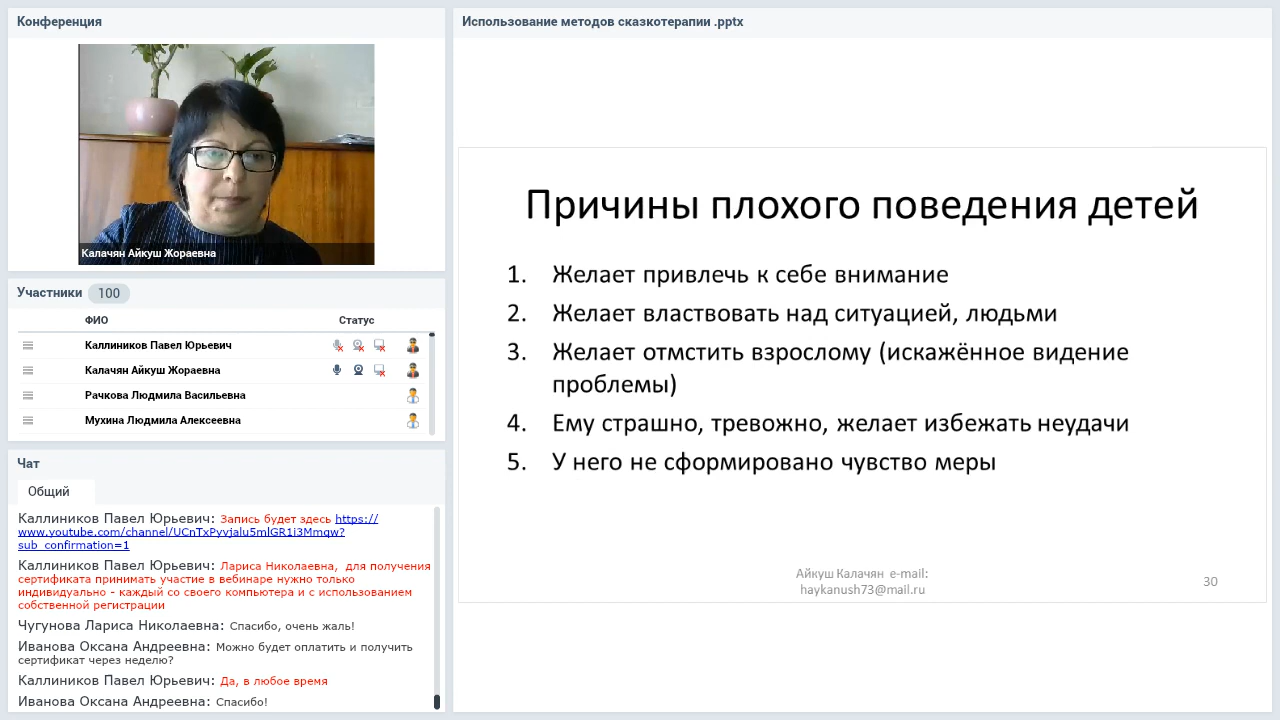 Конференция
Калачян Айкуш Жораевна
Участники 100
ФИО Статус
Каллиников Павел Юрьевич
Калачян Айкуш Жораевна
Рачкова Людмила Васильевна
Мухина Людмила Алексеевна
Чат
Общий
Каллиников Павел Юрьевич: Запись будет здесь https://
www.youtube.com/channel/UCnTxPyvjalu5mlGR1i3Mmqw?
sub_confirmation=1
Каллиников Павел Юрьевич: Лариса Николаевна, для получения
сертификата принимать участие в вебинаре нужно только
индивидуально - каждый со своего компьютера и с использованием
собственной регистрации
Чугунова Лариса Николаевна: Спасибо, очень жаль!
Иванова Оксана Андреевна: Можно будет оплатить и получить
сертификат через неделю?
Каллиников Павел Юрьевич: Да, в любое время
Иванова Оксана Андреевна: Спасибо!
Использование методов сказкотерапии .pptx
Причины плохого поведения детей
1. Желает привлечь к себе внимание
2. Желает властвовать над ситуацией, людьми
3. Желает отмстить взрослому (искажённое видение
проблемы)
4. Ему страшно, тревожно, желает избежать неудачи
5. У него не сформировано чувство меры
Айкуш Калачян e-mail:
haykanush73@mail.ru
30